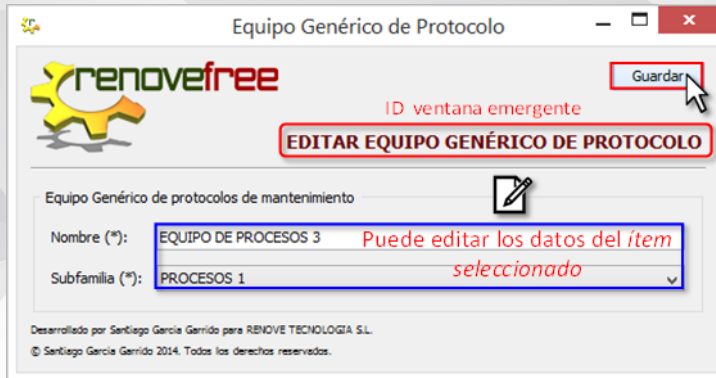 Equipo Genérico de Protocolo
renovefree
Guardar
ID ventana emergente
EDITAR EQUIPO GENÉRICO DE PROTOCOLO
Equipo Genérico de protocolos de mantenimiento
Nombre (*): EQUIPO DE PROCESOS 3
Puede editar los datos del ítem
seleccionado
Subfamilia (*): PROCESOS 1
Desarrollado por Santiago Garcia Garrido para RENOVE TECNOLOGIA S.L.
© Santiago Garcia Garrido 2014. Todos los derechos reservados.